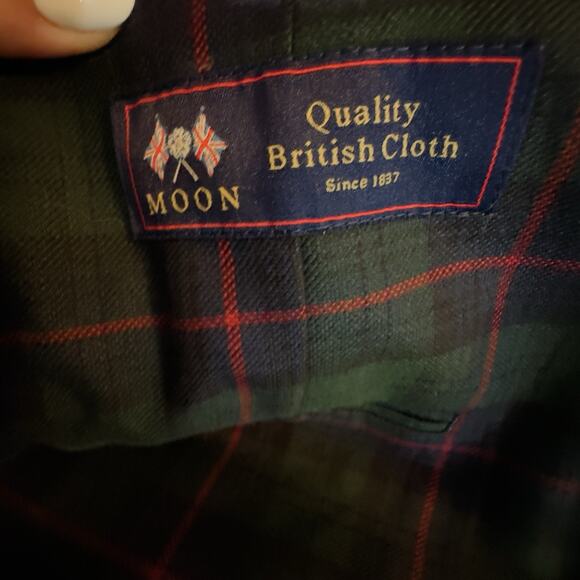 Quality
British Cloth
Since 1837
MOON